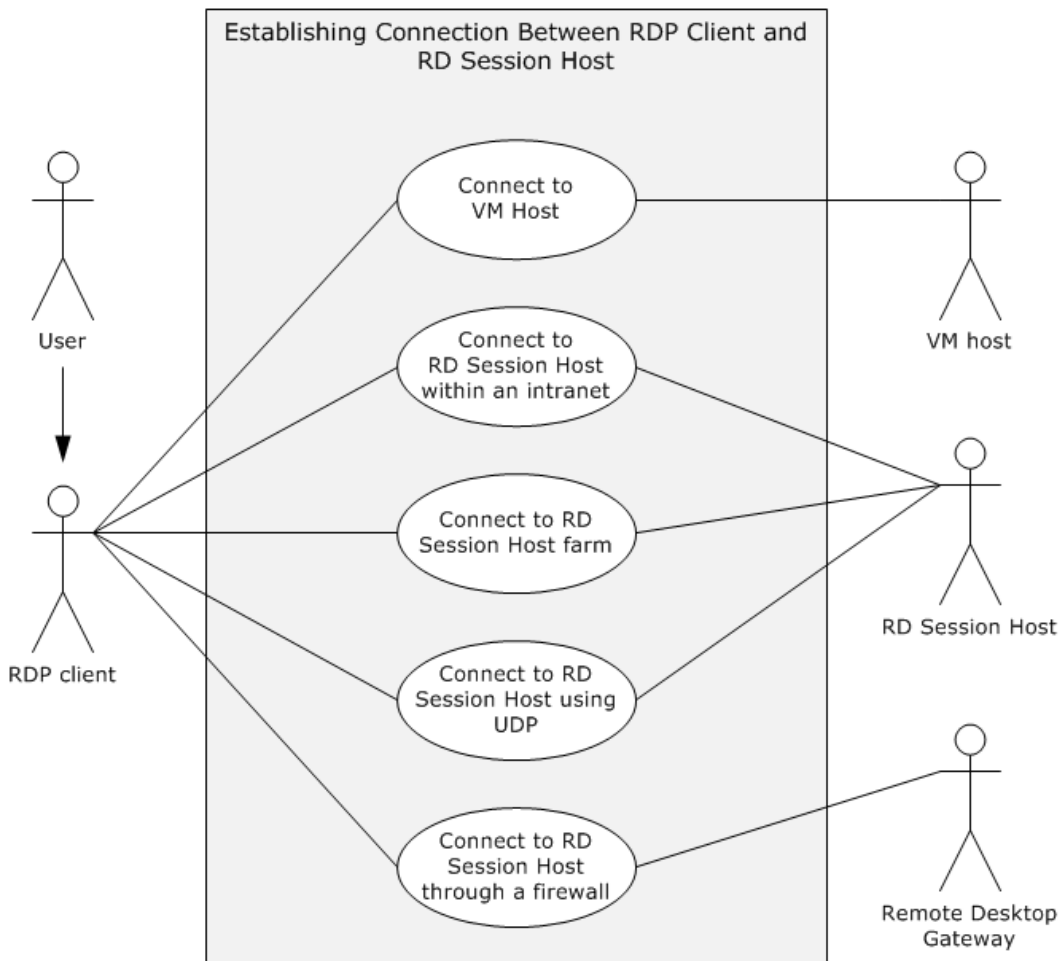 Establishing Connection Between RDP Client and
RD Session Host
Connect to
VM Host
User
VM host
Connect to
RD Session Host
within an intranet
Connect to RD
Session Host farm
RD Session Host
RDP client
Connect to RD
Session Host using
UDP
Connect to RD
Session Host
through a firewall
Remote Desktop
Gateway